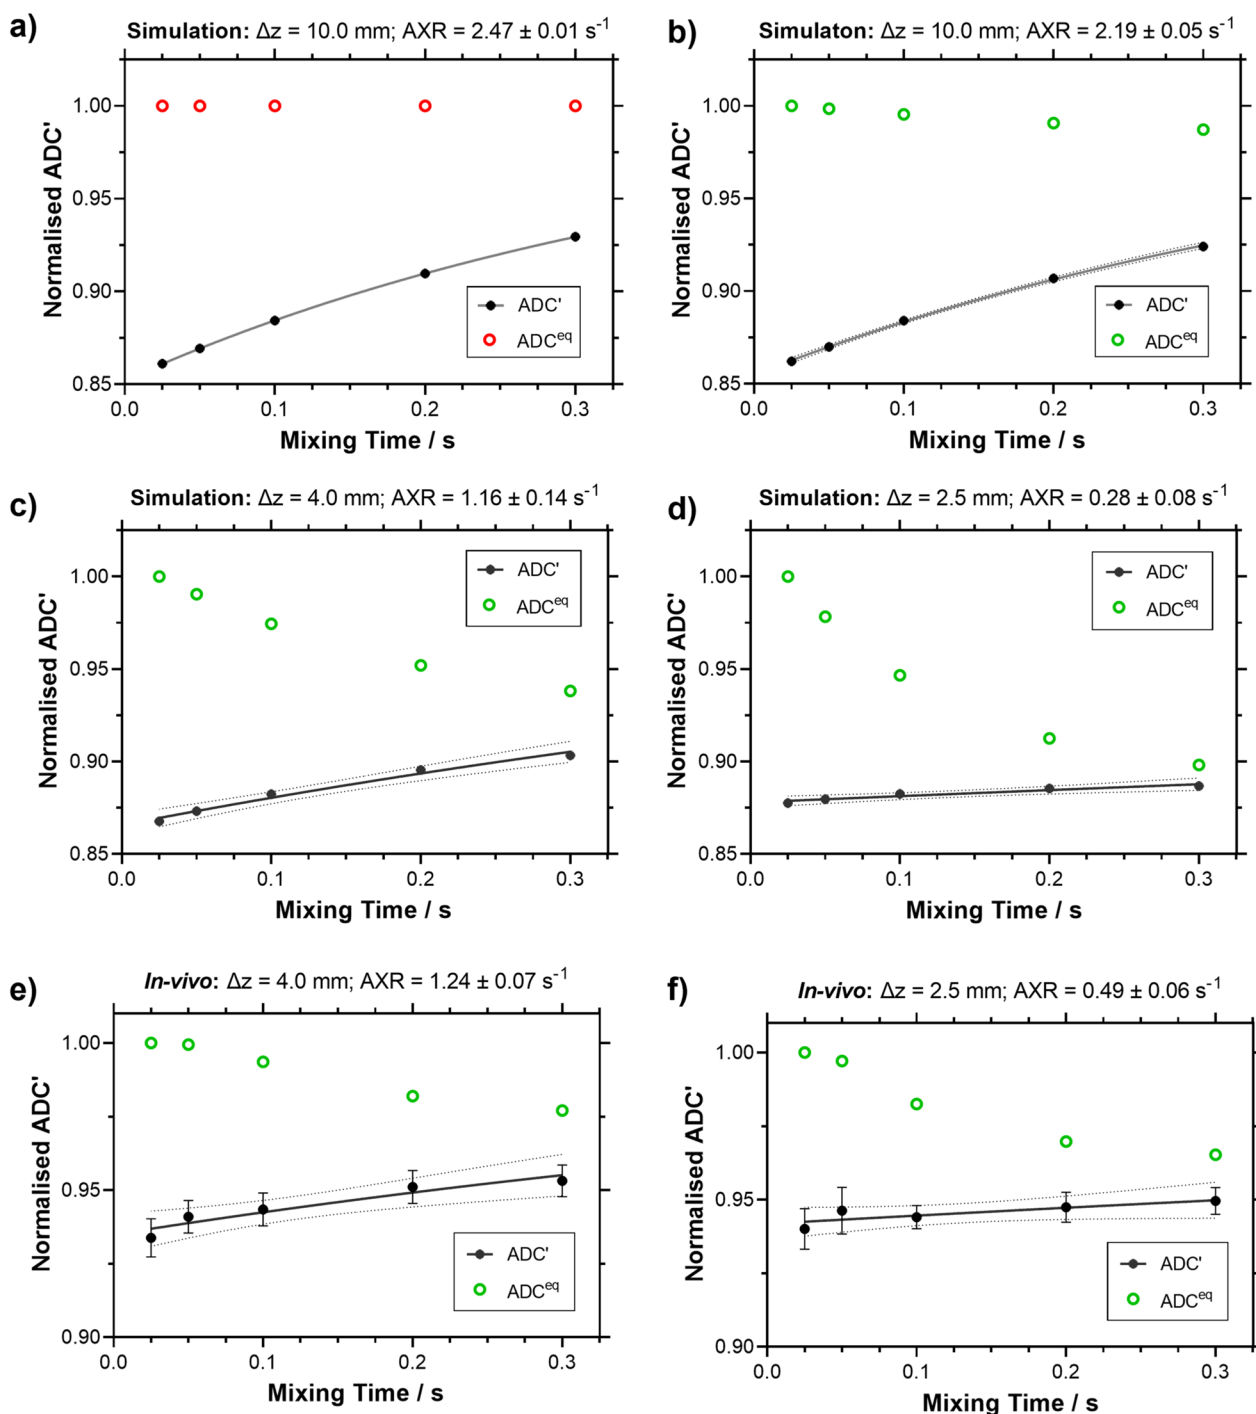 a)
Simulation: Δz = 10.0 mm; AXR = 2.47 ± 0.01 s⁻¹
Normalised ADC'
1.00
0.95
0.90
0.85
ADC'
ADCᵉq
0.0 0.1 0.2 0.3
Mixing Time / s
b)
Simulaton: Δz = 10.0 mm; AXR = 2.19 ± 0.05 s⁻¹
Normalised ADC'
1.00
0.95
0.90
0.85
ADC'
ADCᵉq
0.0 0.1 0.2 0.3
Mixing Time / s
c)
Simulation: Δz = 4.0 mm; AXR = 1.16 ± 0.14 s⁻¹
Normalised ADC'
ADC'
ADCᵉq
1.00
0.95
0.90
0.85
0.0 0.1 0.2 0.3
Mixing Time / s
d)
Simulation: Δz = 2.5 mm; AXR = 0.28 ± 0.08 s⁻¹
Normalised ADC'
ADC'
ADCᵉq
1.00
0.95
0.90
0.85
0.0 0.1 0.2 0.3
Mixing Time / s
e)
In-vivo: Δz = 4.0 mm; AXR = 1.24 ± 0.07 s⁻¹
Normalised ADC'
1.00
0.95
0.90
ADC'
ADCᵉq
0.0 0.1 0.2 0.3
Mixing Time / s
f)
In-vivo: Δz = 2.5 mm; AXR = 0.49 ± 0.06 s⁻¹
Normalised ADC'
1.00
0.95
0.90
ADC'
ADCᵉq
0.0 0.1 0.2 0.3
Mixing Time / s